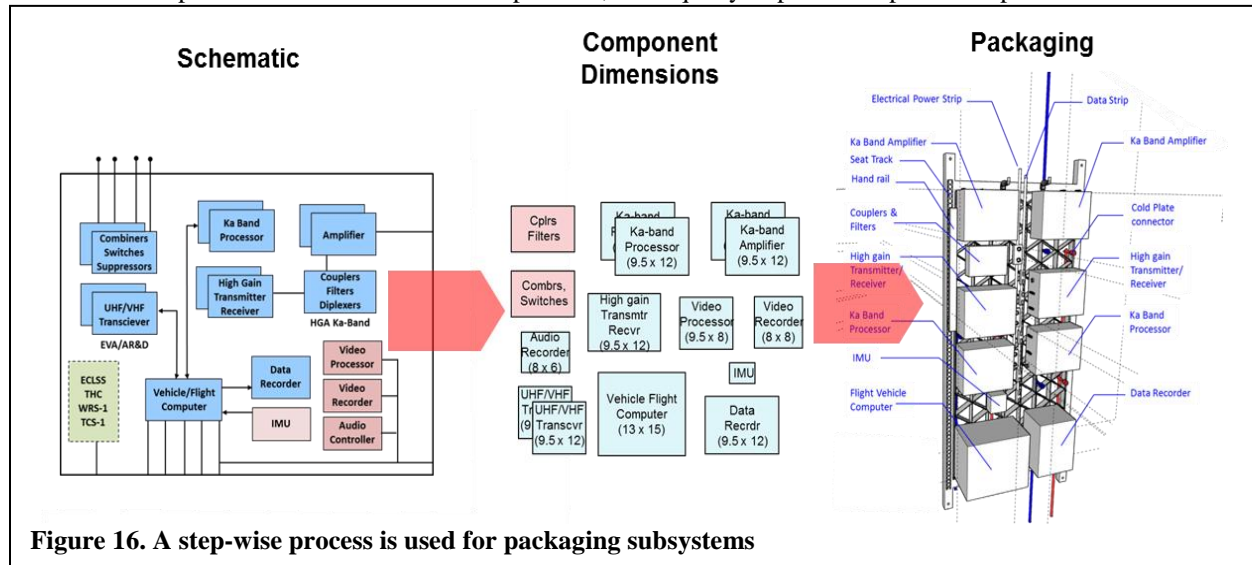 Schematic
Component
Dimensions
Packaging
Combiners
Switches
Suppressors
Ka Band
Processor
Amplifier
UHF/VHF
Transciever
EVA/AR&D
High Gain
Transmitter
Receiver
Couplers
Filters
Diplexers
HGA Ka-Band
ECLSS
THC
WRS-1
TCS-1
Vehicle/Flight
Computer
Data
Recorder
IMU
Video
Processor
Video
Recorder
Audio
Controller
Cplrs
Filters
Ka-band
Ka-band
Processor
(9.5 x 12)
Ka-band
Ka-band
Amplifier
(9.5 x 12)
Combrs,
Switches
High gain
Transmtr
Recvr
(9.5 x 12)
Video
Processor
(9.5 x 8)
Video
Recorder
(8 x 8)
Audio
Recorder
(8 x 6)
IMU
UHF/VHF
UHF/VHF
Transcvr
(9.5 x 12)
Vehicle Flight
Computer
(13 x 15)
Data
Recrdr
(9.5 x 12)
Electrical Power Strip
Data Strip
Ka Band Amplifier
Seat Track
Hand rail
Couplers &
Filters
High gain
Transmitter/
Receiver
Ka Band
Processor
IMU
Flight Vehicle
Computer
Ka Band Amplifier
Cold Plate
connector
High gain
Transmitter/
Receiver
Ka Band
Processor
Data Recorder
Figure 16. A step-wise process is used for packaging subsystems